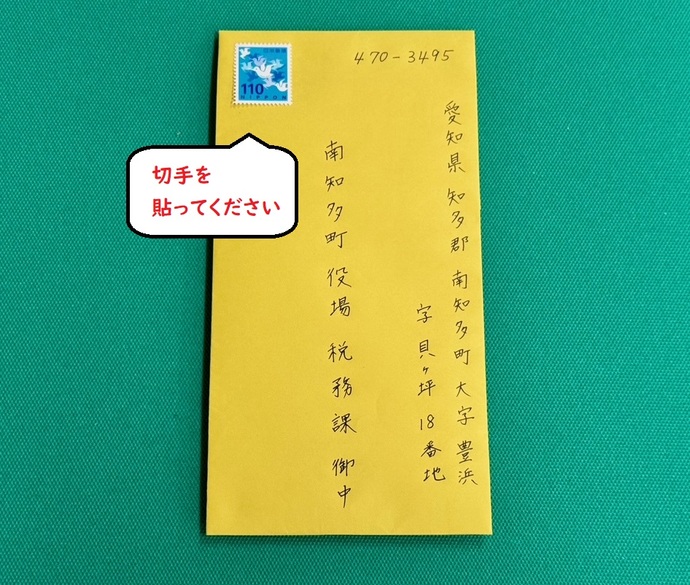 470-3495
愛知県 知多郡 南知多町 大字 豊浜
字 貝ヶ坪 18番地
南知多町 役場 税務課 御中
110
NIPPON
切手を
貼ってください